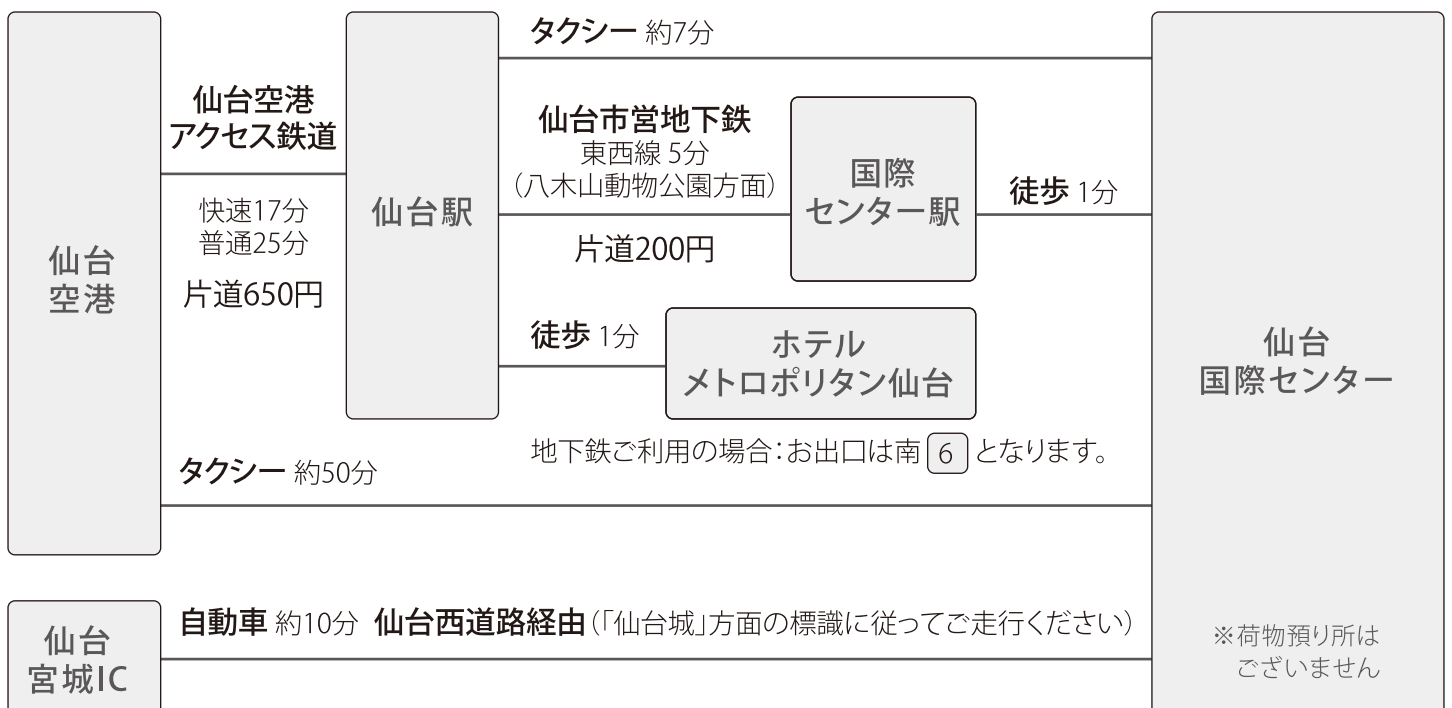 仙台
空港
仙台空港
アクセス鉄道
快速17分
普通25分
片道650円
仙台駅
タクシー 約7分
仙台市営地下鉄
東西線 5分
（八木山動物公園方面）
片道200円
国際
センター駅
徒歩 1分
徒歩 1分
ホテル
メトロポリタン仙台
地下鉄ご利用の場合：お出口は南 6 となります。
タクシー 約50分
仙台
国際センター
仙台
宮城IC
自動車 約10分 仙台西道路経由（「仙台城」方面の標識に従ってご走行ください）
※荷物預り所は
ございません